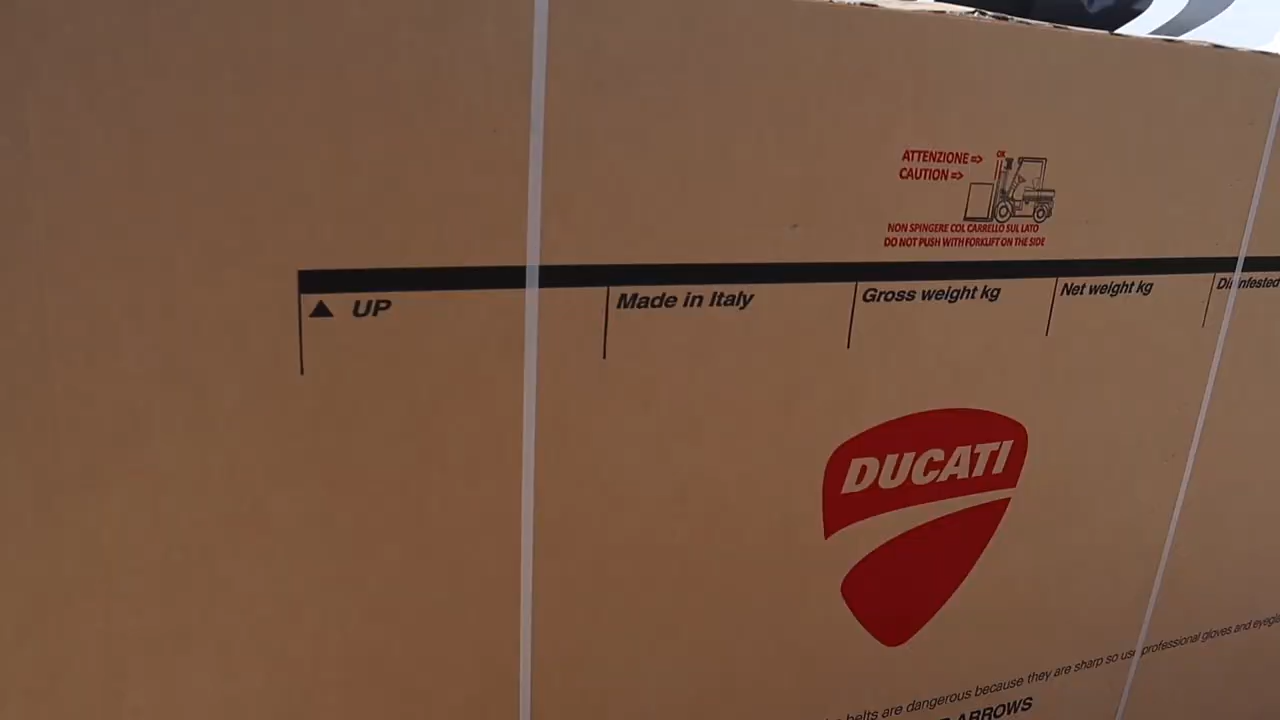 ATTENZIONE ⇨ OK
CAUTION ⇨
NON SPINGERE COL CARRELLO SUL LATO
DO NOT PUSH WITH FORKLIFT ON THE SIDE
▲ UP
Made in Italy
Gross weight kg
Net weight kg
Disinfested
DUCATI
belts are dangerous because they are sharp so use professional gloves and
ARROWS